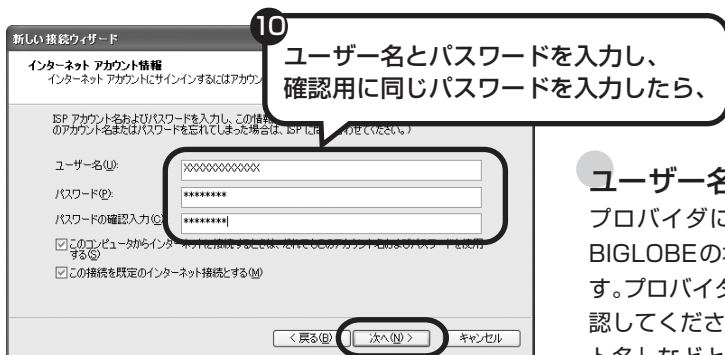 新しい接続ウィザード
10
ユーザー名とパスワードを入力し、
確認用に同じパスワードを入力したら、
インターネット アカウント情報
インターネット アカウントにサインインするにはアカウン
ISP アカウント名およびパスワードを入力し、この情報
のアカウント名またはパスワードを忘れてしまった場合は、ISP に
わせてください。)
ユーザー名(U):
XXXXXXXXXXXX
パスワード(P):
********
パスワードの確認入力(C)
********
このコンピュータからインターネットに接続するときは、だれでもこのアカウント名およびパスワードを使用
する(S)
この接続を既定のインターネット接続とする(M)
< 戻る(B)
次へ(N) >
キャンセル
ユーザー名
プロバイダに
BIGLOBEの
す。プロバイダ
認してくださ